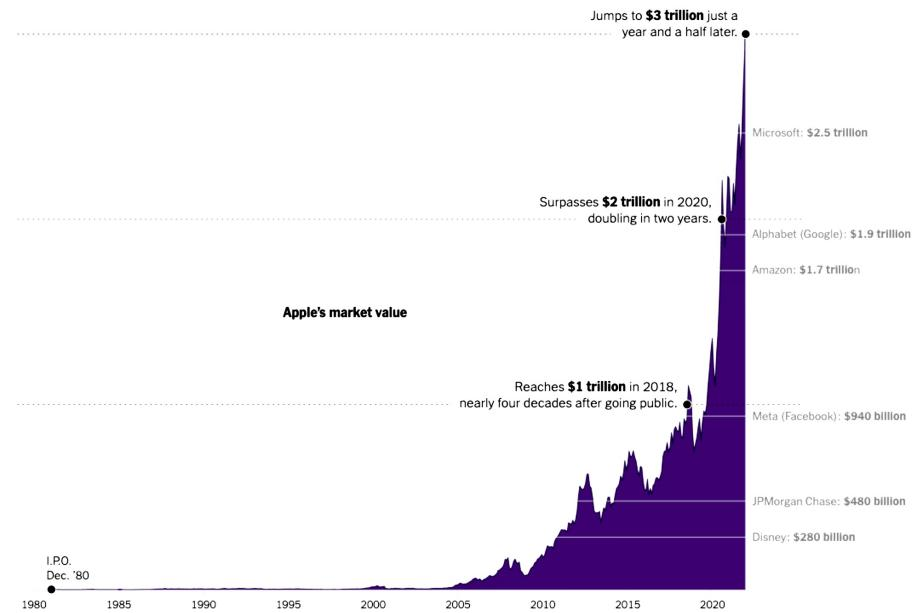 Jumps to $3 trillion just a
year and a half later.
Microsoft: $2.5 trillion
Surpasses $2 trillion in 2020,
doubling in two years.
Alphabet (Google): $1.9 trillion
Amazon: $1.7 trillion
Apple's market value
Reaches $1 trillion in 2018,
nearly four decades after going public.
Meta (Facebook): $940 billion
JPMorgan Chase: $480 billion
Disney: $280 billion
I.P.O.
Dec. '80
1980 1985 1990 1995 2000 2005 2010 2015 2020